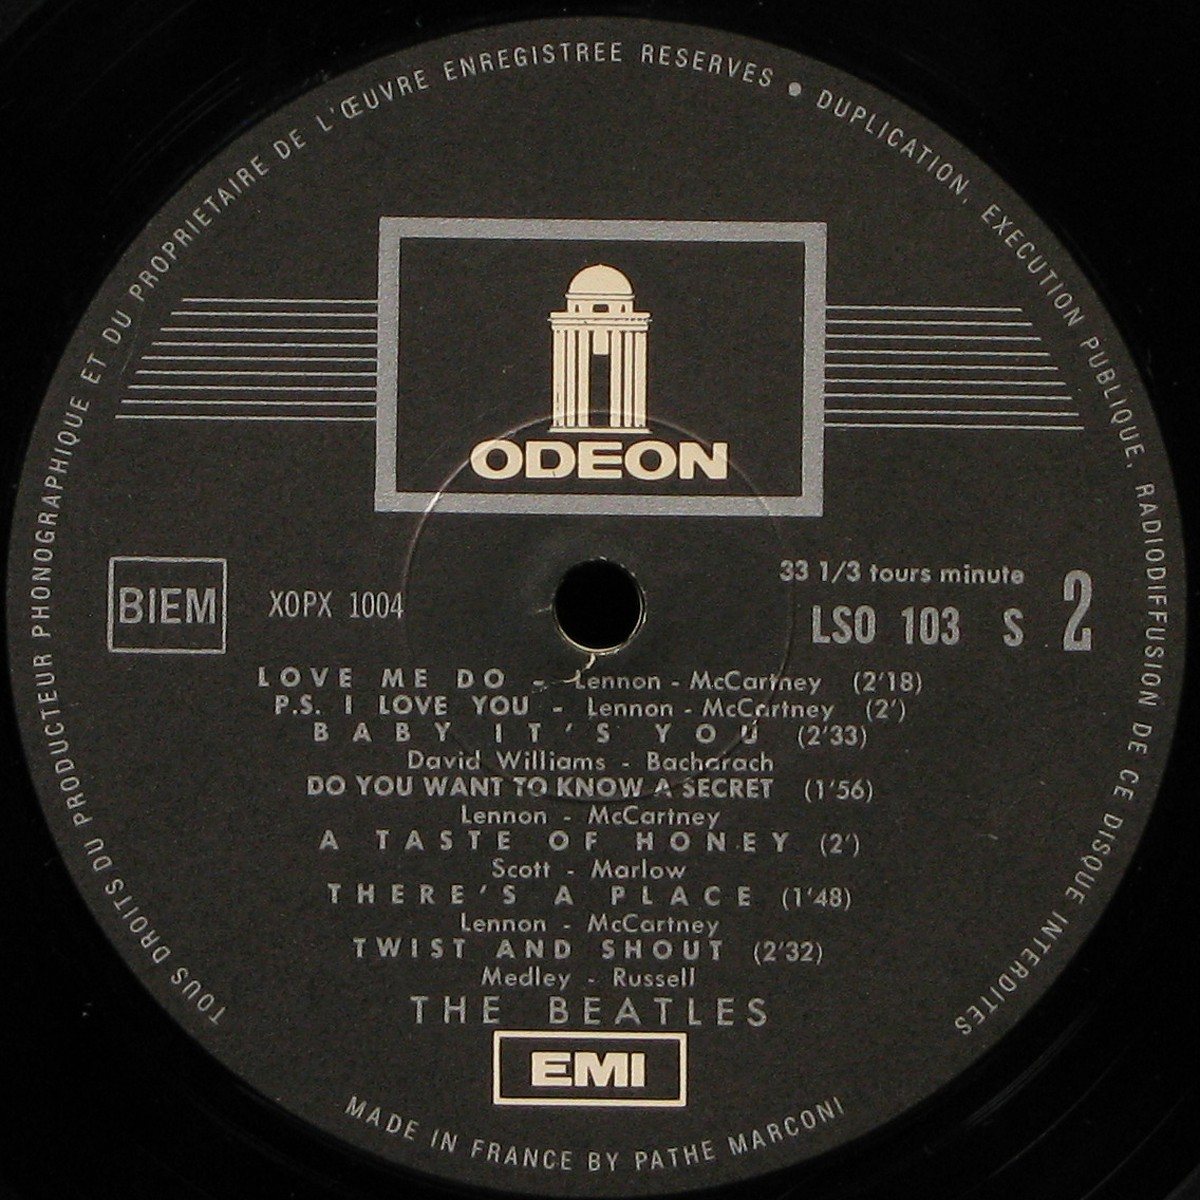 TOUS DROITS DU PRODUCTEUR PHONOGRAPHIQUE ET DU PROPRIETAIRE DE L'ŒUVRE ENREGISTREE RESERVES • DUPLICATION, EXECUTION PUBLIQUE, RADIODIFFUSION DE CE DISQUE INTERDITES
ODEON
BIEM
XOPX 1004
33 1/3 tours minute
LSO 103 S 2
LOVE ME DO - Lennon - McCartney (2'18)
P.S. I LOVE YOU - Lennon - McCartney (2')
BABY IT'S YOU (2'33)
David Williams - Bacharach
DO YOU WANT TO KNOW A SECRET (1'56)
Lennon - McCartney
A TASTE OF HONEY (2')
Scott - Marlow
THERE'S A PLACE (1'48)
Lennon - McCartney
TWIST AND SHOUT (2'32)
Medley - Russell
THE BEATLES
EMI
MADE IN FRANCE BY PATHE MARCONI